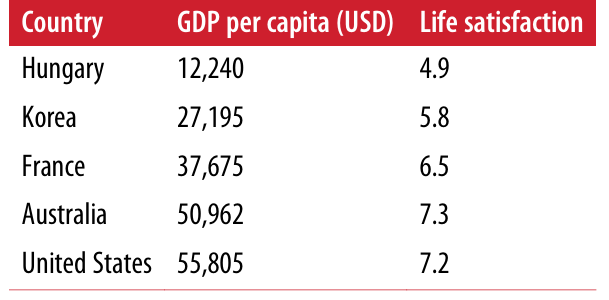 Country GDP per capita (USD) Life satisfaction
Hungary 12,240 4.9
Korea 27,195 5.8
France 37,675 6.5
Australia 50,962 7.3
United States 55,805 7.2